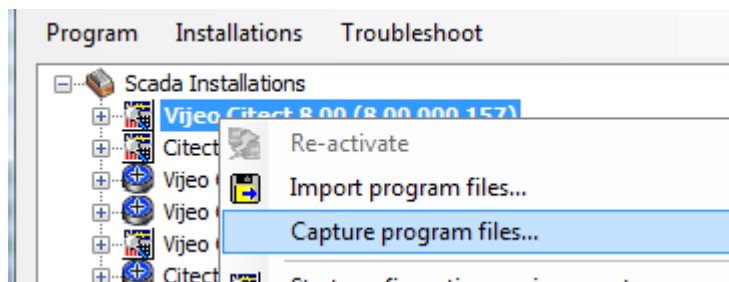 Program Installations Troubleshoot
Scada Installations
Vijeo Citect 8.00 (8.00.000.157)
Citect
Re-activate
Vijeo
Import program files...
Vijeo
Capture program files...
Vijeo
Citect